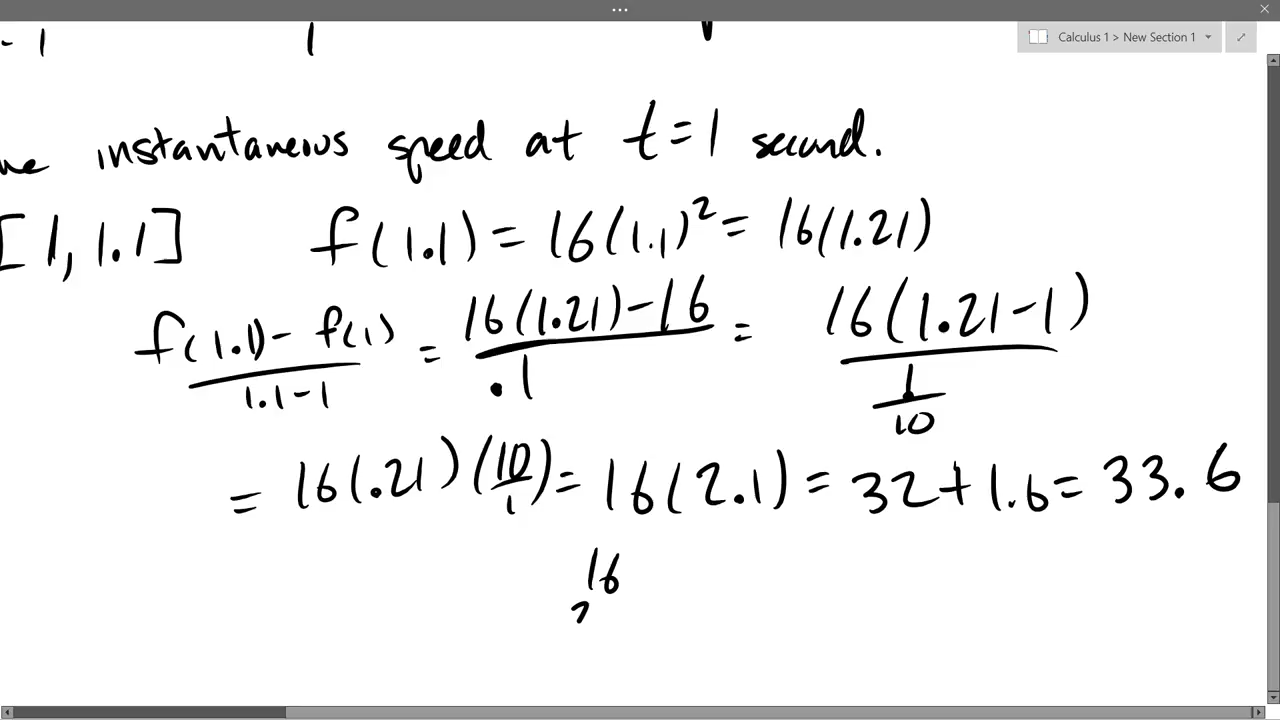 Calculus 1 > New Section 1
- 1
instantaneous speed at t=1 second.
[1, 1.1] f(1.1) = 16(1.1)² = 16(1.21)
f(1.1) - f(1) / 1.1-1 = 16(1.21)-16 / .1 = 16(1.21-1) / 1/10
= 16(.21)(10/1) = 16(2.1) = 32+1.6 = 33.6
16
2